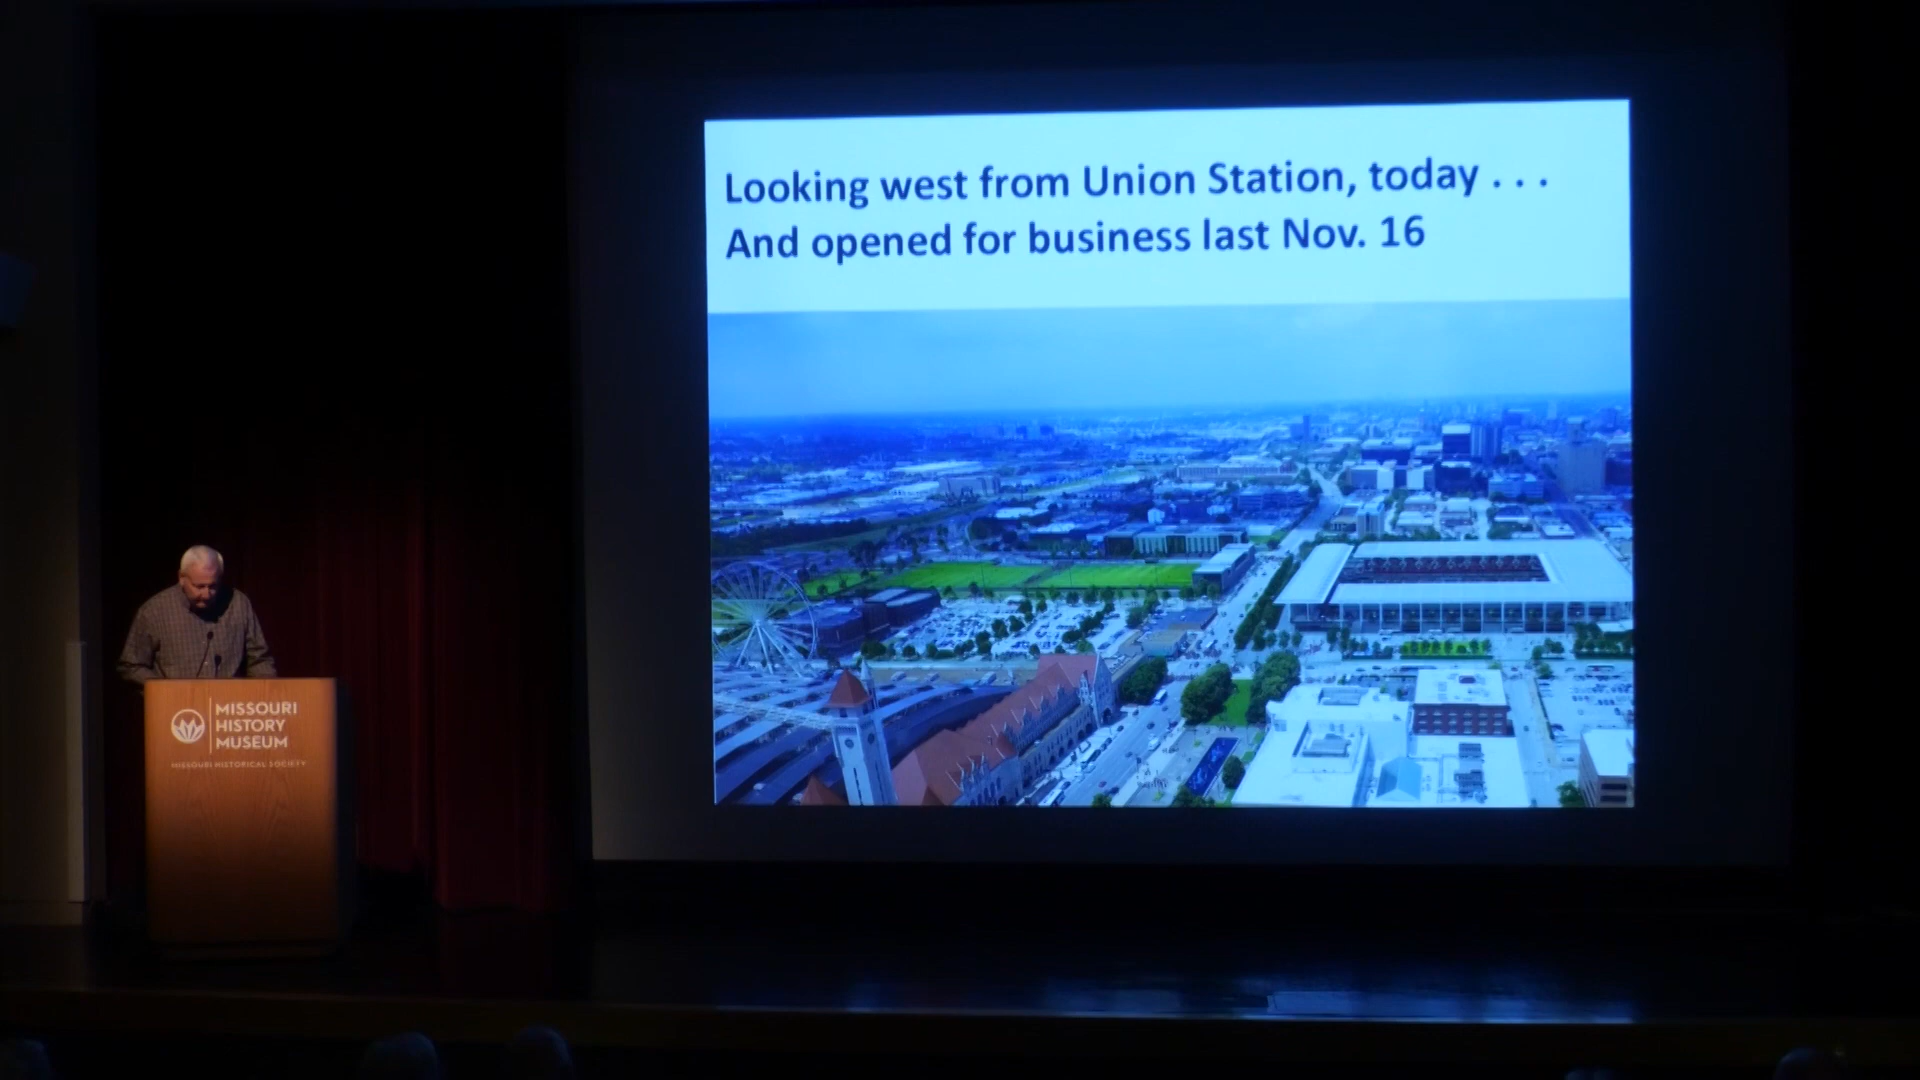 Looking west from Union Station, today . . .
And opened for business last Nov. 16
MISSOURI
HISTORY
MUSEUM
MISSOURI HISTORICAL SOCIETY